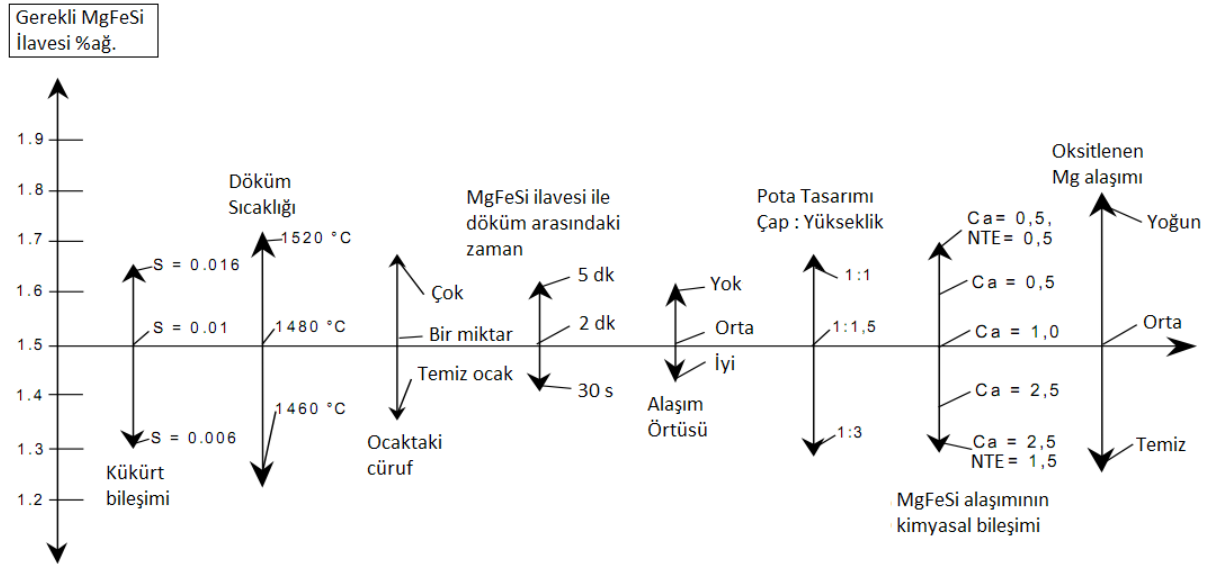 Gerekli MgFeSi
İlavesi %ağ.
1.9
1.8
1.7
1.6
1.5
1.4
1.3
1.2
S = 0.016
S = 0.01
S = 0.006
Kükürt
bileşimi
Döküm
Sıcaklığı
1520 °C
1480 °C
1460 °C
Çok
Bir miktar
Temiz ocak
Ocaktaki
cüruf
MgFeSi ilavesi ile
döküm arasındaki
zaman
5 dk
2 dk
30 s
Yok
Orta
İyi
Alaşım
Örtüsü
Pota Tasarımı
Çap : Yükseklik
1:1
1:1,5
1:3
Ca= 0,5,
NTE= 0,5
Ca = 0,5
Ca = 1,0
Ca = 2,5
Ca = 2,5
NTE= 1,5
MgFeSi alaşımının
kimyasal bileşimi
Oksitlenen
Mg alaşımı
Yoğun
Orta
Temiz